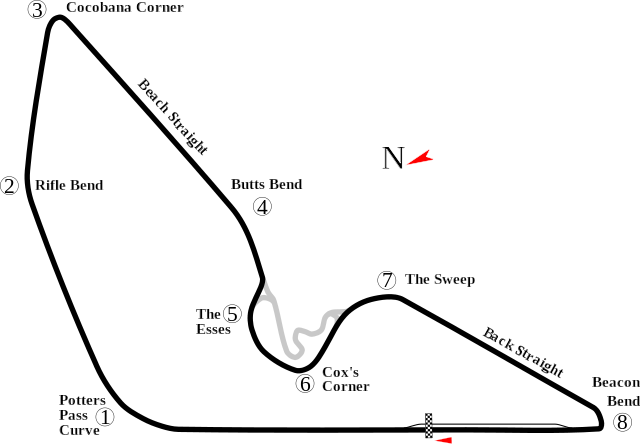 3 Cocobana Corner
Beach Straight
N
2 Rifle Bend
Butts Bend
4
7 The Sweep
The
Esses 5
Back Straight
6 Cox's
Corner
Beacon
Bend
8
Potters
Pass
Curve 1